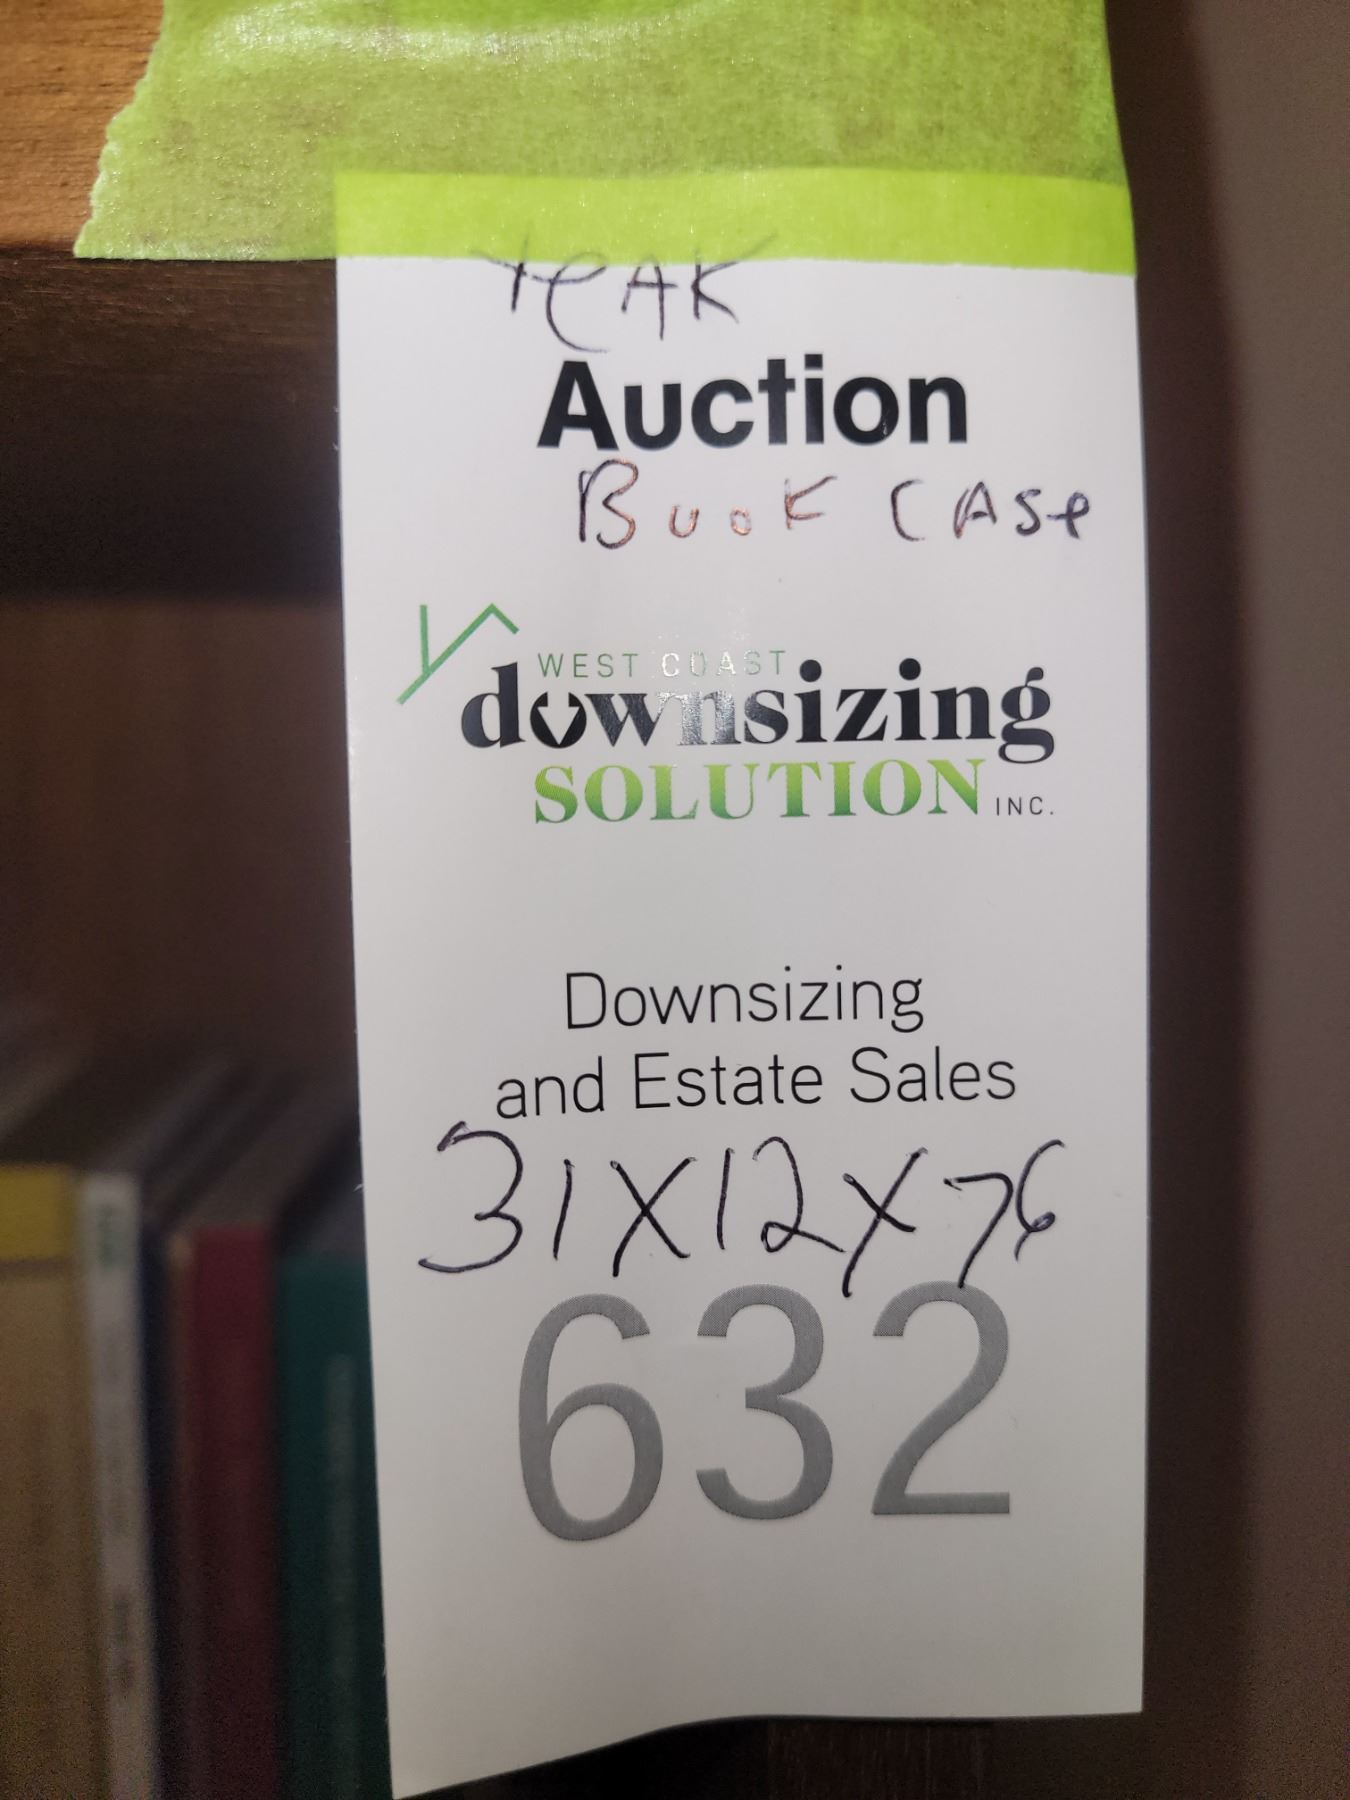 TeAK
Auction
Book CASe
WEST COAST
downsizing
SOLUTION INC.
Downsizing
and Estate Sales
31X12X76
632